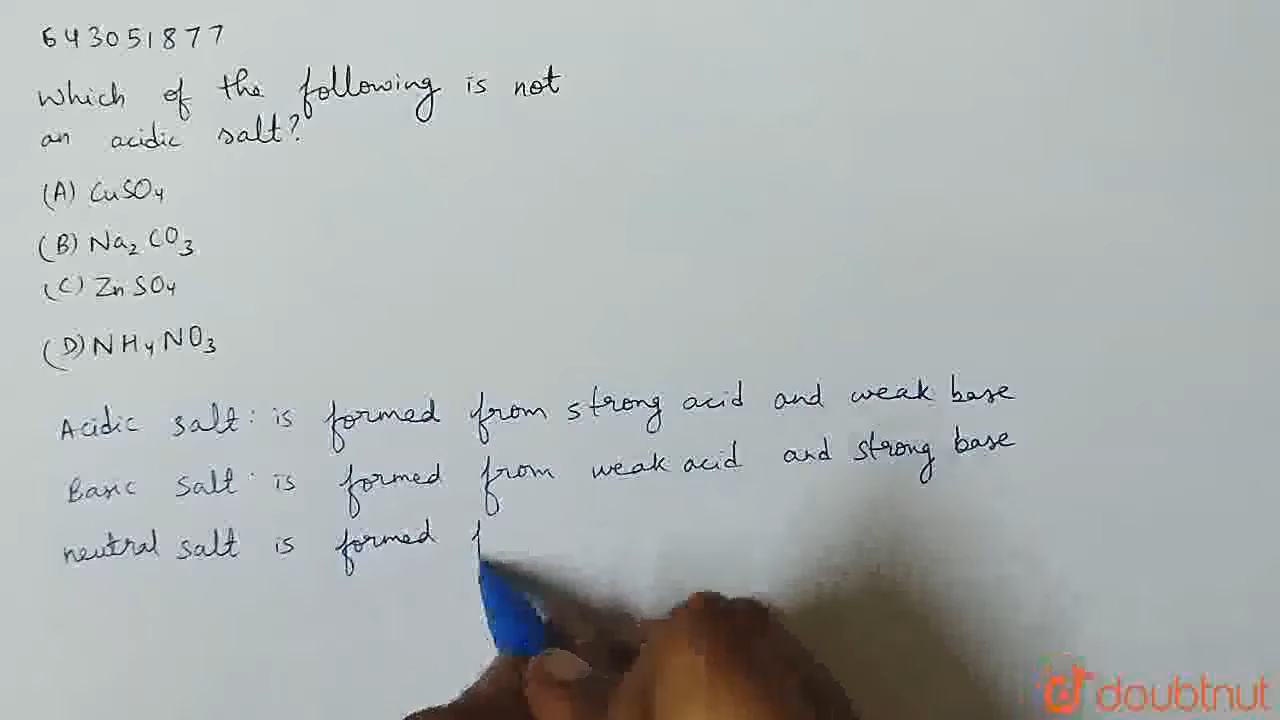 643051877
Which of the following is not
an acidic salt?
(A) CuSO4
(B) Na2CO3
(C) ZnSO4
(D) NH4NO3
Acidic salt: is formed from strong acid and weak base
Basic salt: is formed from weak acid and strong base
neutral salt is formed f
doubtnut